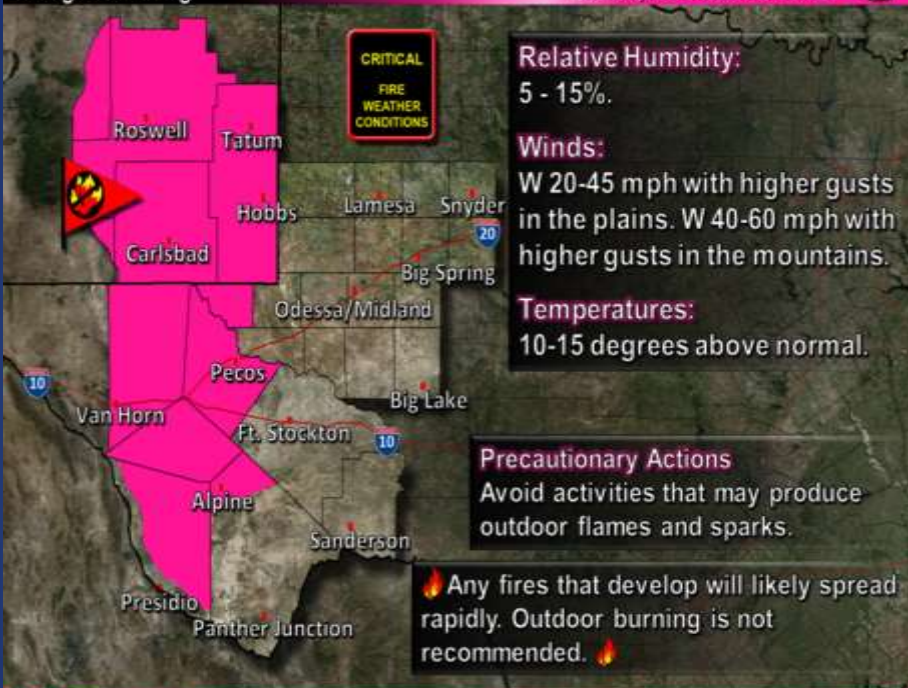 CRITICAL
FIRE
WEATHER
CONDITIONS
Relative Humidity:
5 - 15%.
Winds:
W 20-45 mph with higher gusts
in the plains. W 40-60 mph with
higher gusts in the mountains.
Temperatures:
10-15 degrees above normal.
Roswell
Tatum
Hobbs
Lamesa
Snyder
20
Carlsbad
Big Spring
Odessa/Midland
Pecos
10
Van Horn
Big Lake
Ft. Stockton
10
Alpine
Sanderson
Presidio
Panther Junction
Precautionary Actions
Avoid activities that may produce
outdoor flames and sparks.
🔥Any fires that develop will likely spread
rapidly. Outdoor burning is not
recommended. 🔥